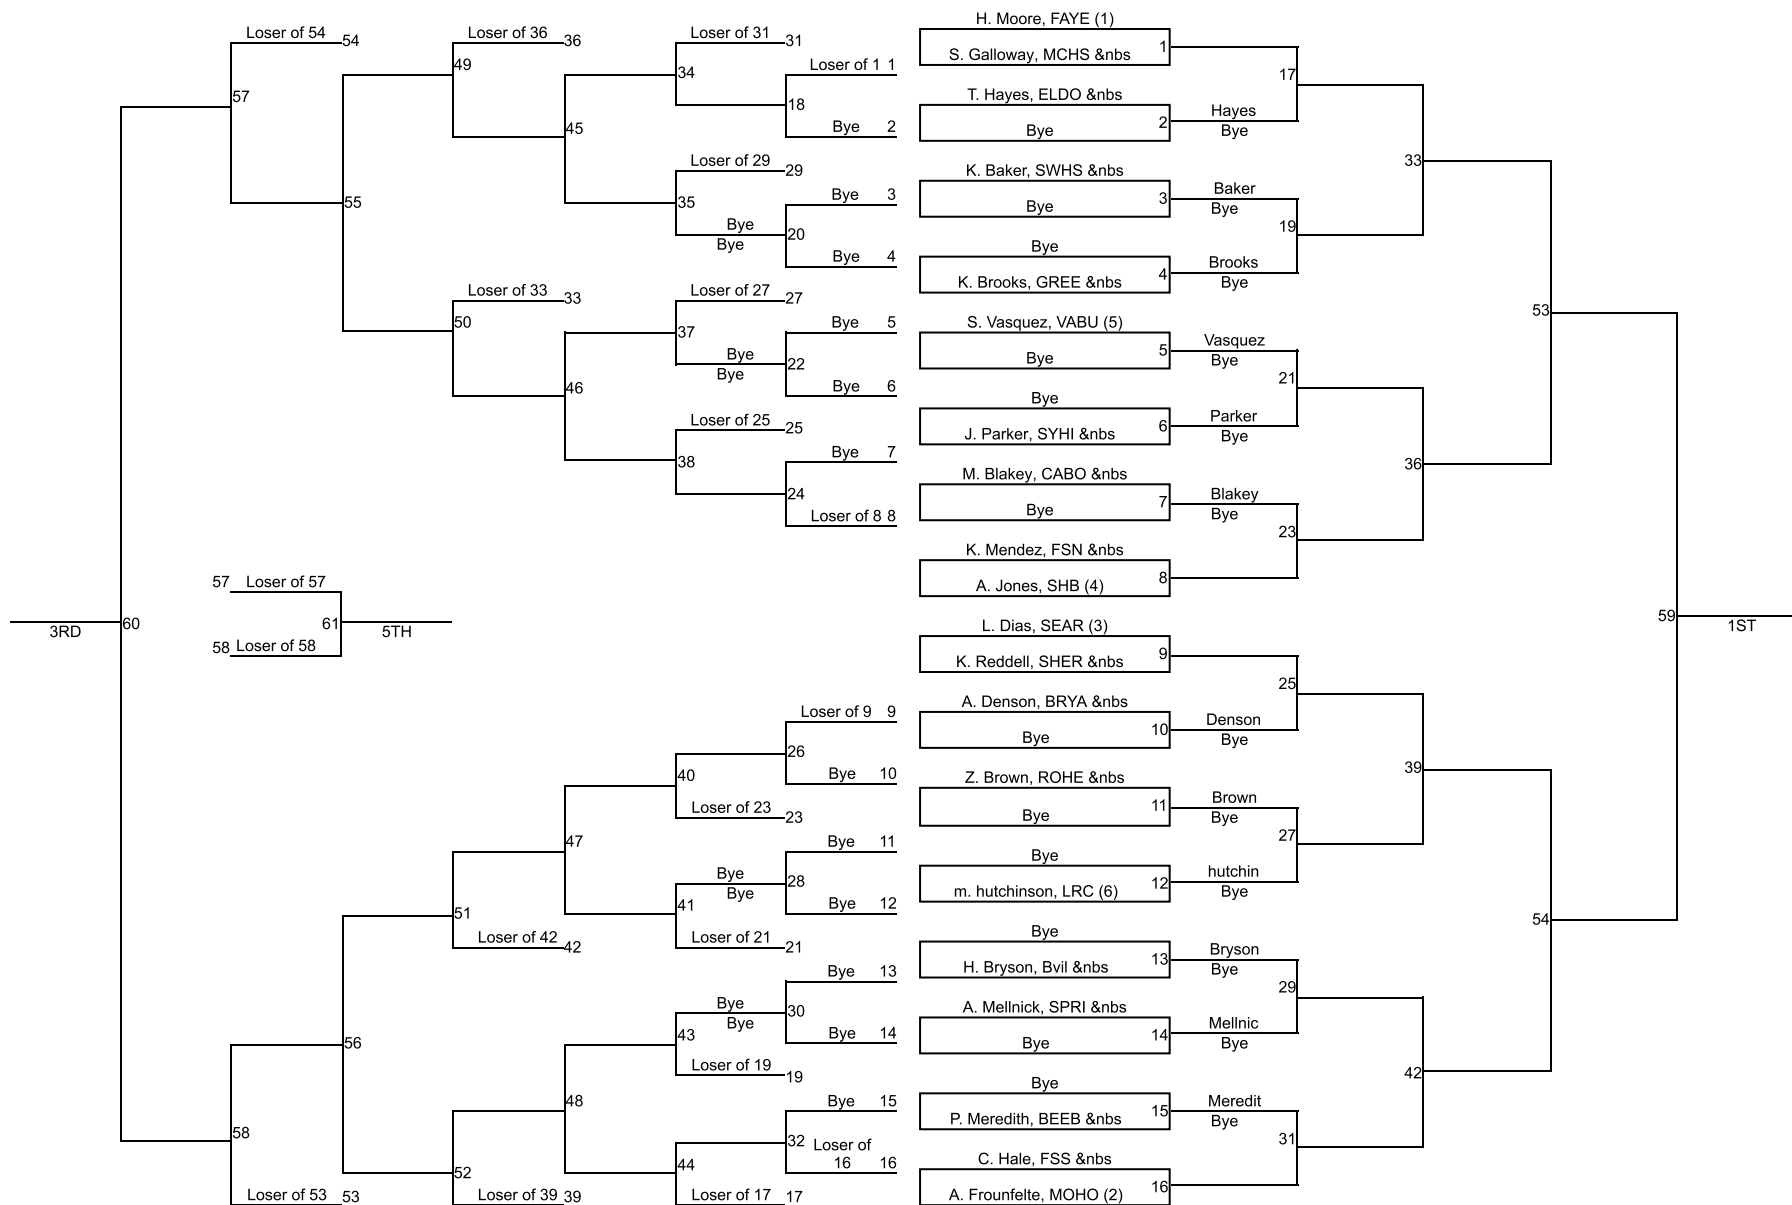 H. Moore, FAYE (1)
Loser of 54 54
Loser of 36 36
Loser of 31 31
S. Galloway, MCHS &nbs 1
49
Loser of 1 1
34
17
57
T. Hayes, ELDO &nbs
18
Hayes
45
Bye 2
Bye 2
Bye
Loser of 29 29
K. Baker, SWHS &nbs
33
Baker
55
35
Bye 3
Bye 3
Bye
Bye
Bye
20
19
Bye
Bye 4
Brooks
K. Brooks, GREE &nbs 4
Bye
Loser of 33 33
Loser of 27 27
53
50
Bye 5
S. Vasquez, VABU (5)
37
Vasquez
Bye
Bye
22
Bye 5
Bye
46
Bye 6
21
Bye
Parker
Loser of 25 25
J. Parker, SYHI &nbs 6
Bye
38
Bye 7
36
M. Blakey, CABO &nbs
24
Blakey
Loser of 8 8
Bye 7
Bye
23
K. Mendez, FSN &nbs
A. Jones, SHB (4) 8
57 Loser of 57
3RD
60
61
5TH
L. Dias, SEAR (3)
59
1ST
58 Loser of 58
K. Reddell, SHER &nbs 9
25
A. Denson, BRYA &nbs
Loser of 9 9
Denson
Bye 10
Bye
26
40
Bye 10
Z. Brown, ROHE &nbs
39
Loser of 23 23
Bye 11
Brown
Bye
47
Bye 11
27
Bye
Bye
Bye
28
hutchin
41
Bye 12
m. hutchinson, LRC (6) 12
Bye
51
54
Loser of 42 42
Loser of 21 21
Bye
Bryson
Bye 13
H. Bryson, Bvil &nbs 13
Bye
29
Bye
Bye
30
A. Mellnick, SPRI &nbs
Mellnic
43
Bye 14
Bye 14
Bye
56
Loser of 19 19
42
Bye
48
Bye 15
P. Meredith, BEEB &nbs 15
Meredit
Bye
58
32
Loser of
16 16
31
44
C. Hale, FSS &nbs
52
Loser of 53 53
Loser of 39 39
Loser of 17 17
A. Frounfelte, MOHO (2) 16